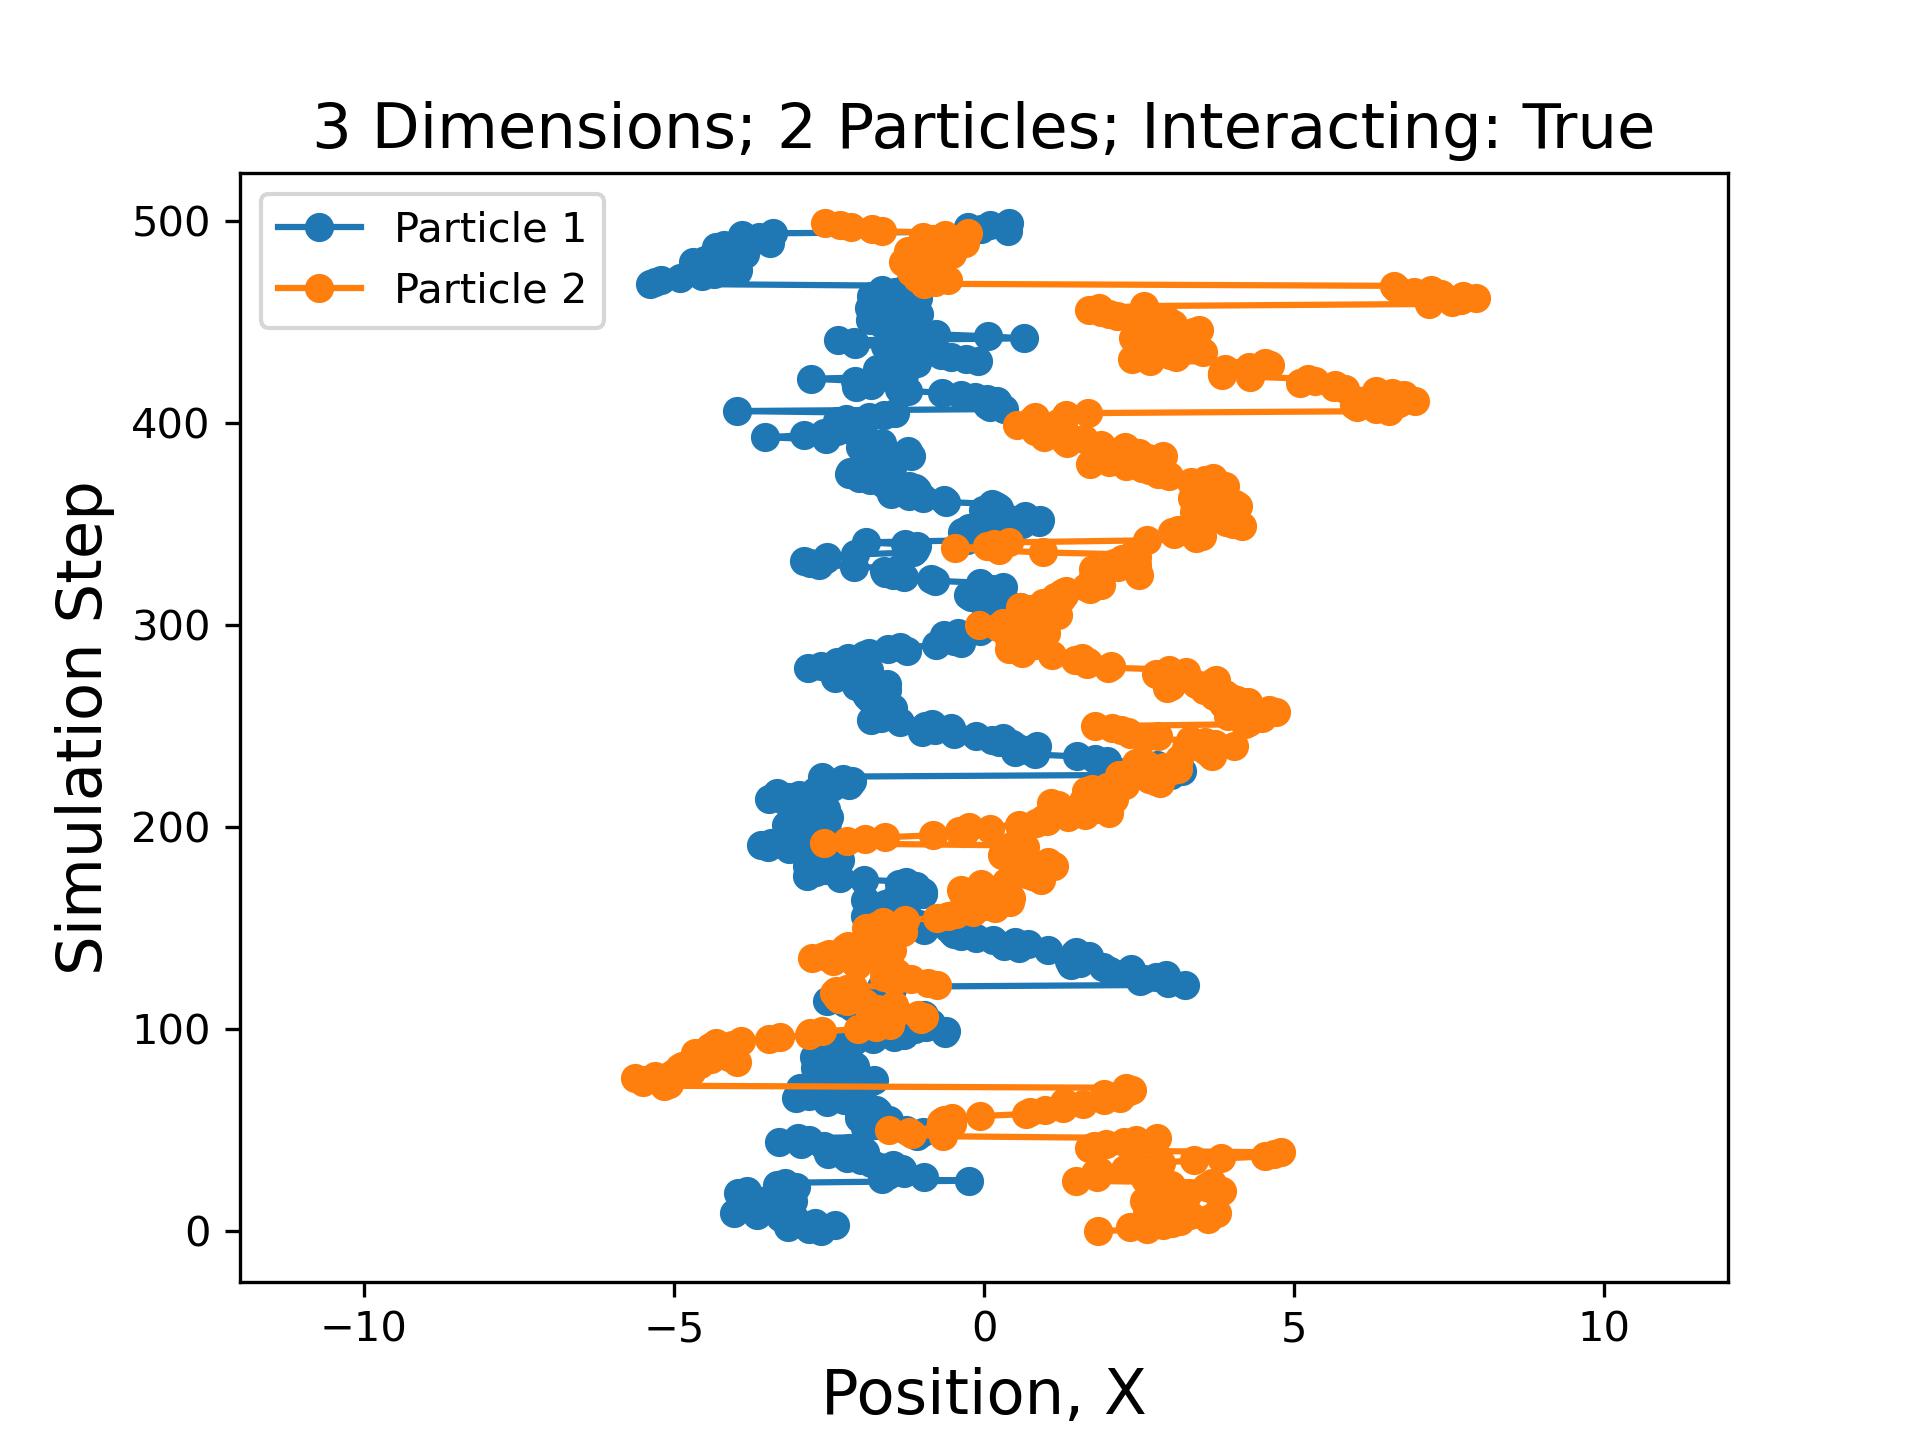 3 Dimensions; 2 Particles; Interacting: True
Particle 1
Particle 2
Simulation Step
500
400
300
200
100
0
−10
−5
0
5
10
Position, X